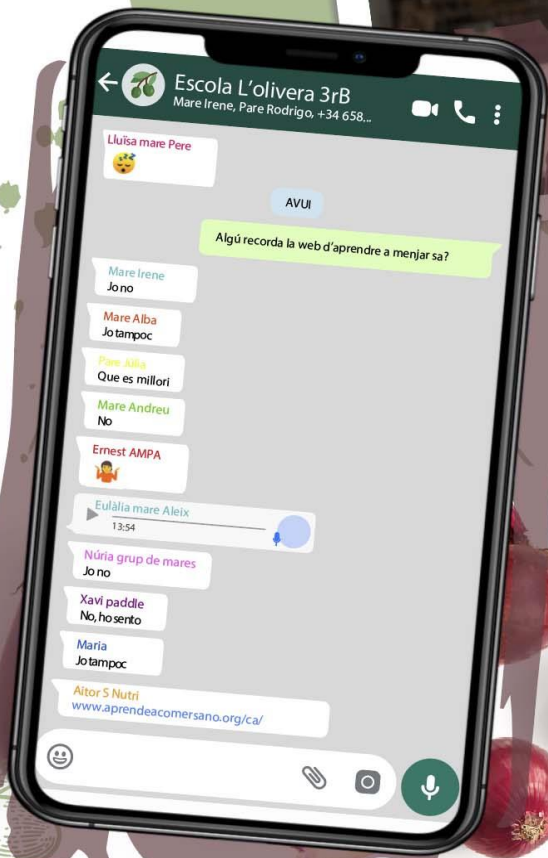 Escola L'olivera 3rB
Mare Irene, Pare Rodrigo, +34 658...
Lluïsa mare Pere
AVUI
Algú recorda la web d'aprendre a menjar sa?
Mare Irene
Jo no
Mare Alba
Jo tampoc
Pare Júlia
Que es millori
Mare Andreu
No
Ernest AMPA
Eulàlia mare Aleix
13:54
Núria grup de mares
Jo no
Xavi paddle
No, ho sento
Maria
Jo tampoc
Aitor S Nutri
www.aprendeacomersano.org/ca/